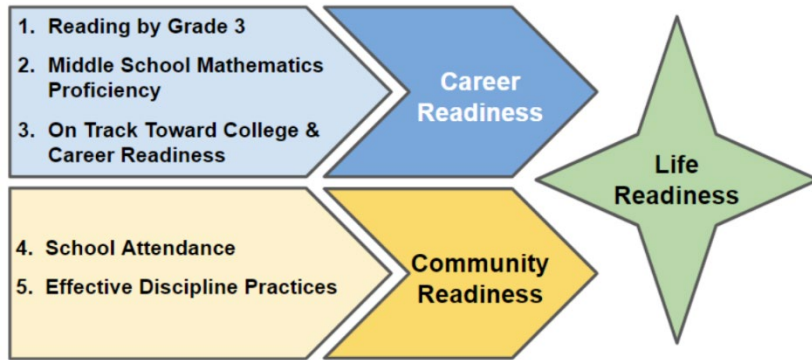 1. Reading by Grade 3
2. Middle School Mathematics
Proficiency
3. On Track Toward College &
Career Readiness
Career
Readiness
4. School Attendance
5. Effective Discipline Practices
Community
Readiness
Life
Readiness